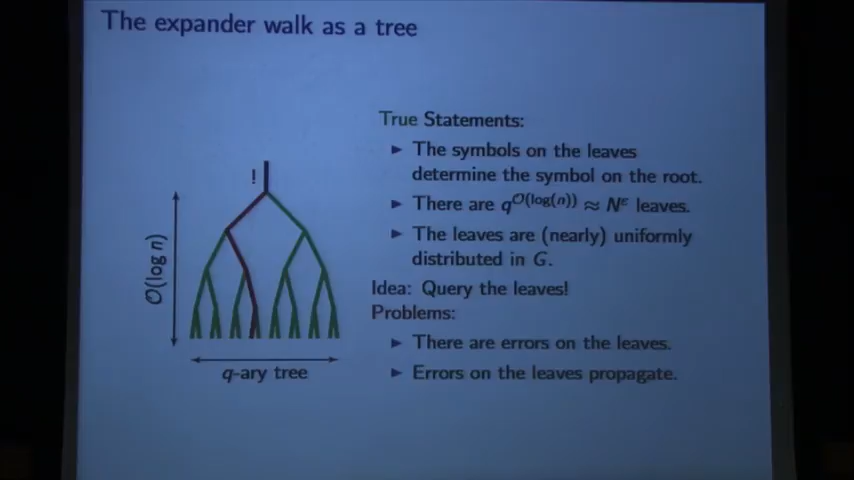 The expander walk as a tree
!
O(log n)
q-ary tree
True Statements:
▶ The symbols on the leaves
determine the symbol on the root.
▶ There are q^O(log(n)) ≈ N^ε leaves.
▶ The leaves are (nearly) uniformly
distributed in G.
Idea: Query the leaves!
Problems:
▶ There are errors on the leaves.
▶ Errors on the leaves propagate.